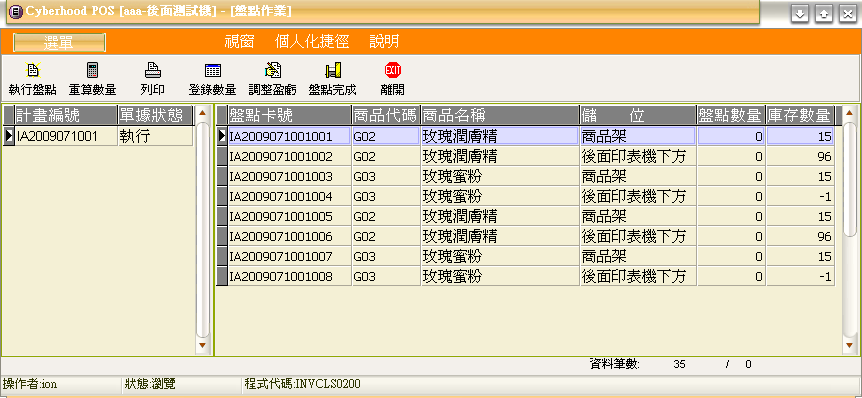 Cyberhood POS [aaa-後面測試機] - [盤點作業]
選單 視窗 個人化捷徑 說明
執行盤點 重算數量 列印 登錄數量 調整盈虧 盤點完成 EXIT 離開
計畫編號 單據狀態
IA2009071001 執行
盤點卡號 商品代碼 商品名稱 儲 位 盤點數量 庫存數量
IA2009071001001 G02 玫瑰潤膚精 商品架 0 15
IA2009071001002 G02 玫瑰潤膚精 後面印表機下方 0 96
IA2009071001003 G03 玫瑰蜜粉 商品架 0 15
IA2009071001004 G03 玫瑰蜜粉 後面印表機下方 0 -1
IA2009071001005 G02 玫瑰潤膚精 商品架 0 15
IA2009071001006 G02 玫瑰潤膚精 後面印表機下方 0 96
IA2009071001007 G03 玫瑰蜜粉 商品架 0 15
IA2009071001008 G03 玫瑰蜜粉 後面印表機下方 0 -1
資料筆數: 35 / 0
操作者:ion 狀態:瀏覽 程式代碼:INVCLS0200